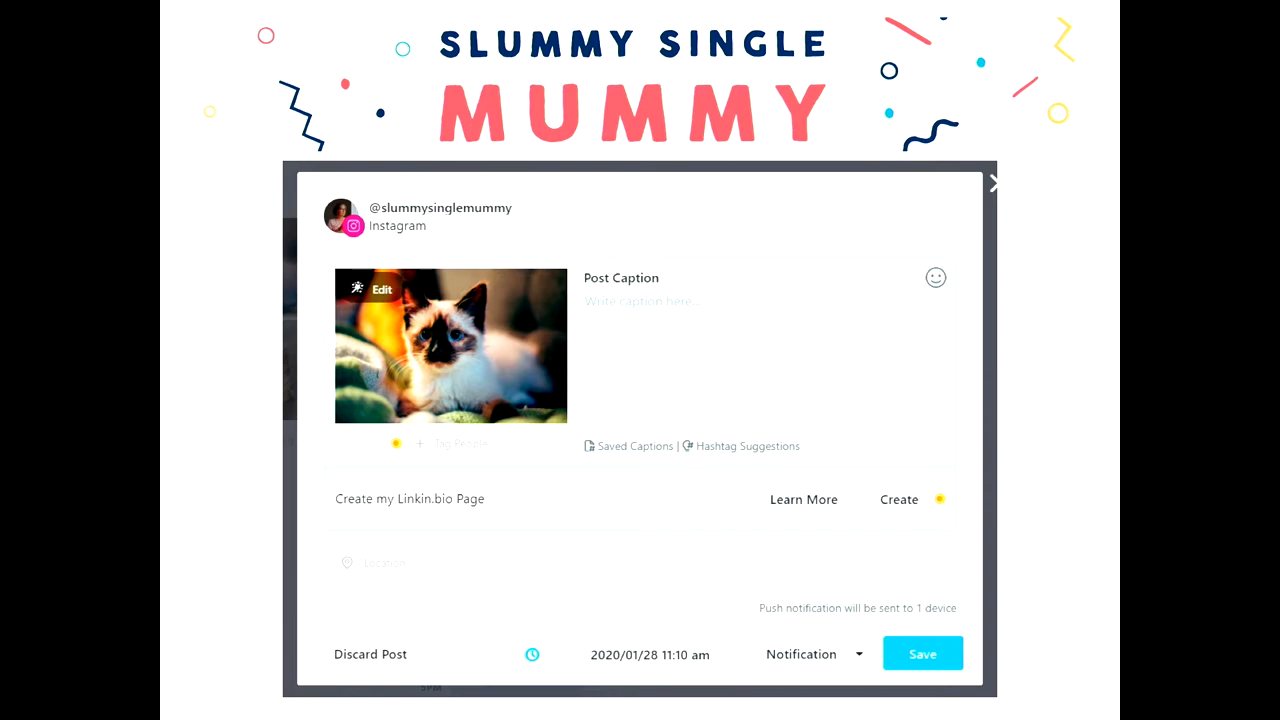 SLUMMY SINGLE
MUMMY
@slummysinglemummy
Instagram
Edit
Post Caption
Write caption here...
Tag People
Saved Captions | Hashtag Suggestions
Create my Linkin.bio Page
Learn More
Create
Location
Push notification will be sent to 1 device
Discard Post
2020/01/28 11:10 am
Notification
Save
5PM